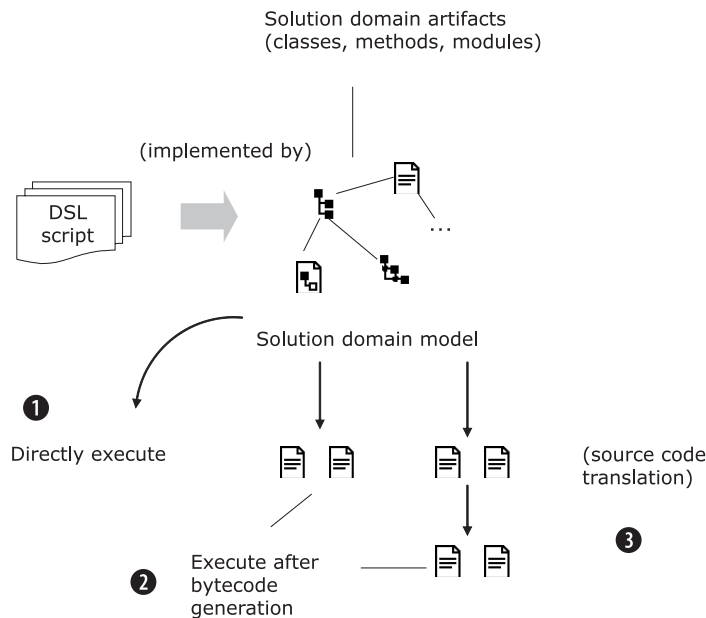 Solution domain artifacts
(classes, methods, modules)
(implemented by)
DSL
script
...
Solution domain model
1
Directly execute
(source code
translation)
3
2
Execute after
bytecode
generation